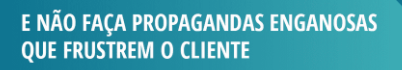 E NÃO FAÇA PROPAGANDAS ENGANOSAS
QUE FRUSTREM O CLIENTE